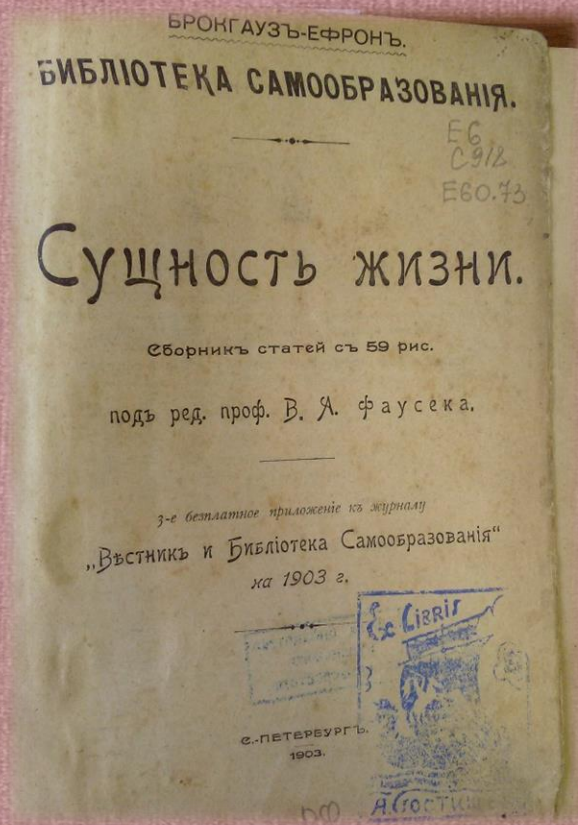 БРОКГАУЗЪ-ЕФРОНЪ.
БИБЛІОТЕКА САМООБРАЗОВАНІЯ.
Е6
С912
Е60.73
Сущность жизни.
Сборникъ статей съ 59 рис.
подъ ред. проф. В. А. Фаусека.
3-е безплатное приложеніе къ журналу
„Вѣстникъ и Библіотека Самообразованія“
на 1903 г.
Ex Libris
С.-ПЕТЕРБУРГЪ.
1903.